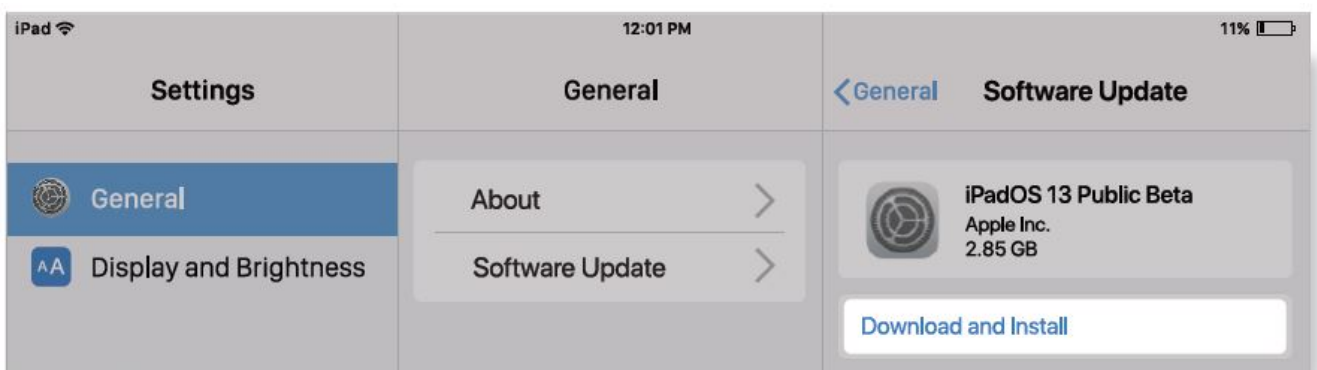 iPad 12:01 PM 11%
Settings
General
Display and Brightness
General
About
Software Update
General Software Update
iPadOS 13 Public Beta
Apple Inc.
2.85 GB
Download and Install